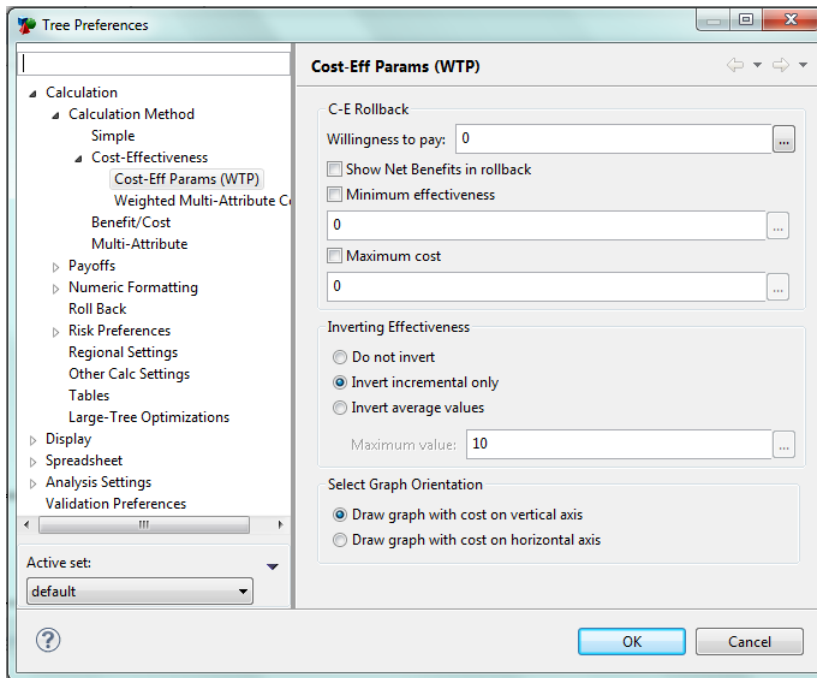 Tree Preferences
Calculation
Calculation Method
Simple
Cost-Effectiveness
Cost-Eff Params (WTP)
Weighted Multi-Attribute C
Benefit/Cost
Multi-Attribute
Payoffs
Numeric Formatting
Roll Back
Risk Preferences
Regional Settings
Other Calc Settings
Tables
Large-Tree Optimizations
Display
Spreadsheet
Analysis Settings
Validation Preferences
Active set:
default
Cost-Eff Params (WTP)
C-E Rollback
Willingness to pay: 0 ...
Show Net Benefits in rollback
Minimum effectiveness
0 ...
Maximum cost
0 ...
Inverting Effectiveness
Do not invert
Invert incremental only
Invert average values
Maximum value: 10 ...
Select Graph Orientation
Draw graph with cost on vertical axis
Draw graph with cost on horizontal axis
? OK Cancel